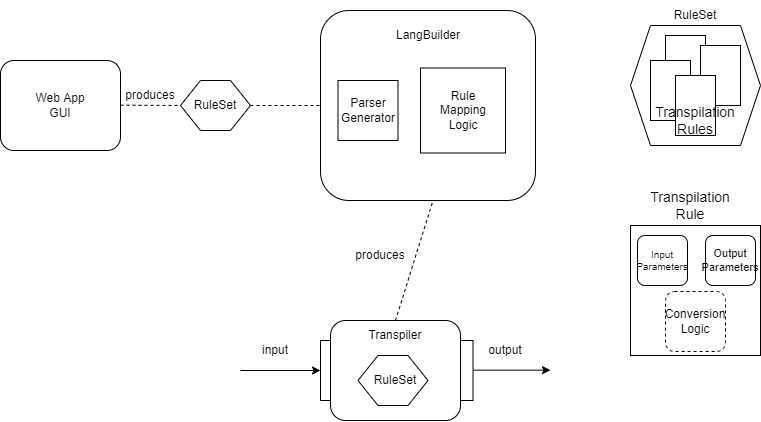 Web App
GUI
produces
RuleSet
LangBuilder
Parser
Generator
Rule
Mapping
Logic
produces
Transpiler
input
RuleSet
output
RuleSet
Transpilation
Rules
Transpilation
Rule
Input
Parameters
Output
Parameters
Conversion
Logic